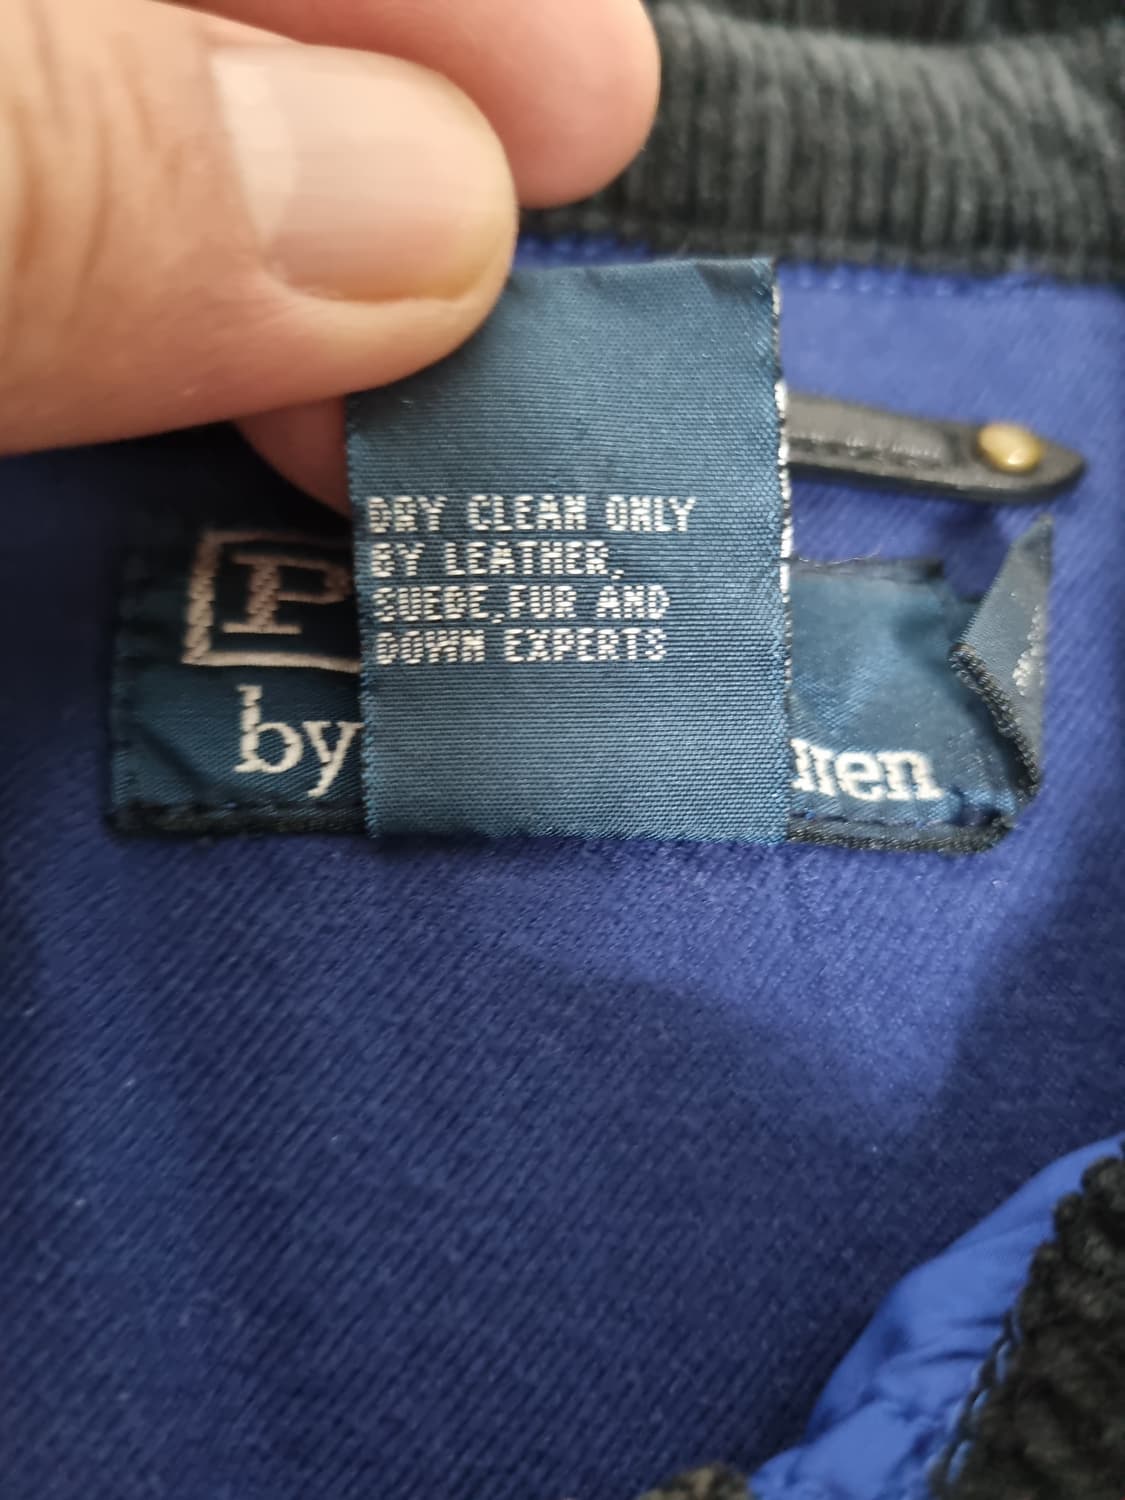 DRY CLEAN ONLY
BY LEATHER,
SUEDE,FUR AND
DOWN EXPERTS
P
by
ren